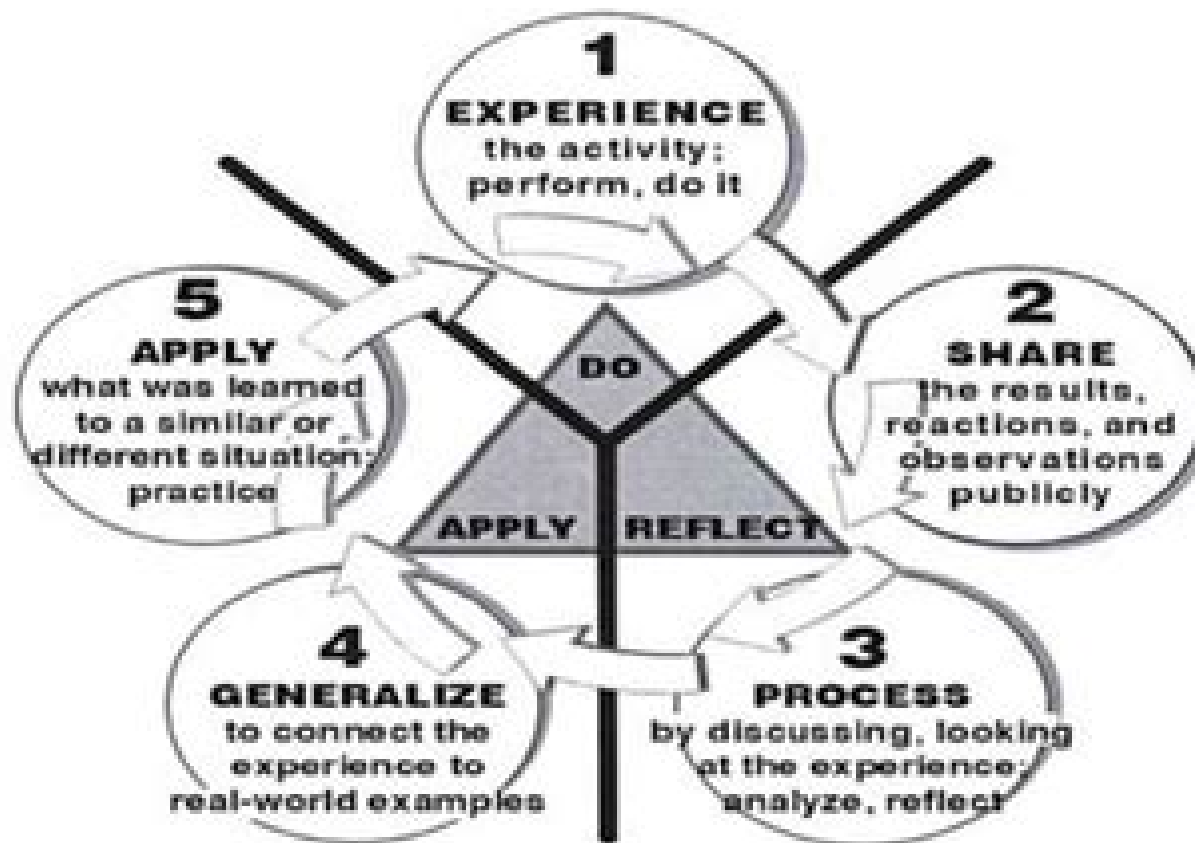 1
EXPERIENCE
the activity;
perform, do it
2
SHARE
the results,
reactions, and
observations
publicly
3
PROCESS
by discussing, looking
at the experience;
analyze, reflect
4
GENERALIZE
to connect the
experience to
real-world examples
5
APPLY
what was learned
to a similar or
different situation;
practice
DO
APPLY
REFLECT